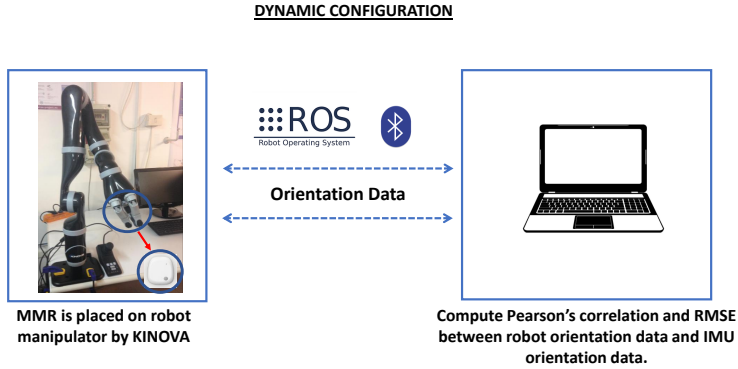 DYNAMIC CONFIGURATION
ROS
Robot Operating System
Orientation Data
MMR is placed on robot
manipulator by KINOVA
Compute Pearson's correlation and RMSE
between robot orientation data and IMU
orientation data.